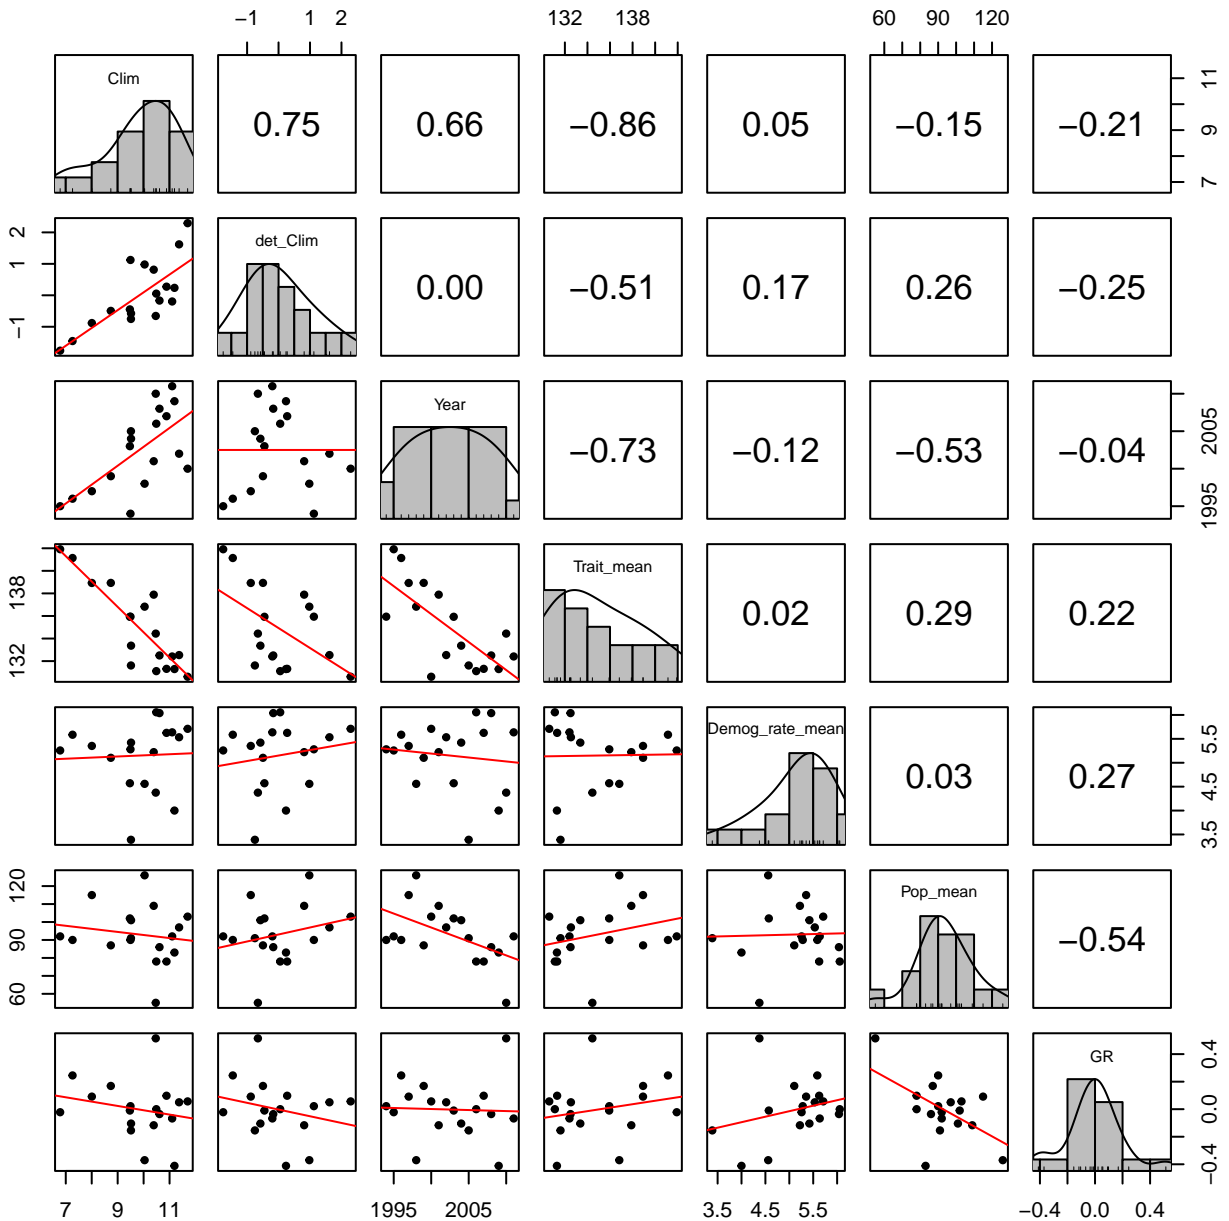 −1 1 2 132 138 60 90 120
Clim 0.75 0.66 −0.86 0.05 −0.15 −0.21 7 9 11
−1 1 2 det_Clim 0.00 −0.51 0.17 0.26 −0.25
Year −0.73 −0.12 −0.53 −0.04 1995 2005
132 138 Trait_mean 0.02 0.29 0.22
Demog_rate_mean 0.03 0.27 3.5 4.5 5.5
60 90 120 Pop_mean −0.54
GR −0.4 0.0 0.4
7 9 11 1995 2005 3.5 4.5 5.5 −0.4 0.0 0.4